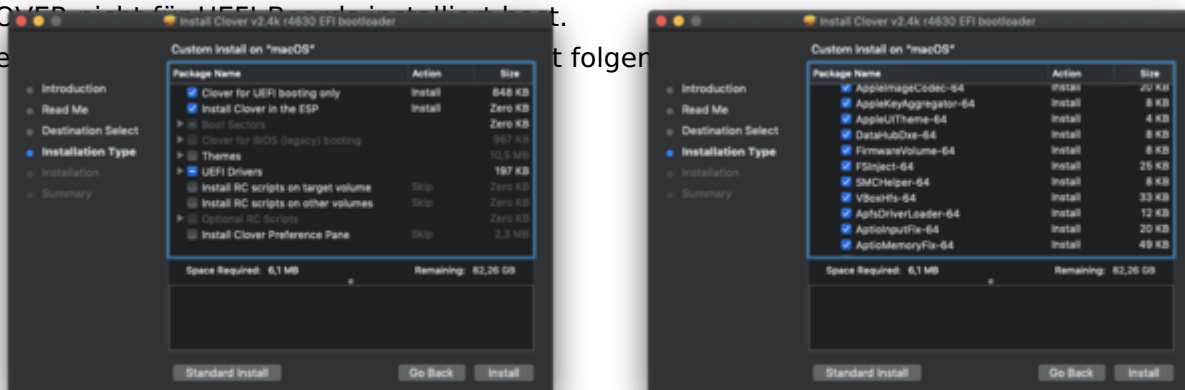 OVER nicht für UEFI Boards installiert hast.
t folgen
Install Clover v2.4k r4630 EFI bootloader
Custom Install on "macOS"
Introduction
Read Me
Destination Select
Installation Type
Installation
Summary
Package Name Action Size
Clover for UEFI booting only Install 848 KB
Install Clover in the ESP Install Zero KB
Boot Sectors Zero KB
Clover for BIOS (legacy) booting 967 KB
Themes 10,5 MB
UEFI Drivers 197 KB
Install RC scripts on target volume Skip Zero KB
Install RC scripts on other volumes Skip Zero KB
Optional RC Scripts Zero KB
Install Clover Preference Pane Skip 2,3 MB
Space Required: 6,1 MB Remaining: 82,26 GB
Standard Install Go Back Install
Install Clover v2.4k r4630 EFI bootloader
Custom Install on "macOS"
Introduction
Read Me
Destination Select
Installation Type
Installation
Summary
Package Name Action Size
AppleImageCodec-64 Install 20 KB
AppleKeyAggregator-64 Install 8 KB
AppleUITheme-64 Install 4 KB
DataHubDxe-64 Install 8 KB
FirmwareVolume-64 Install 8 KB
FSInject-64 Install 25 KB
SMCHelper-64 Install 8 KB
VBoxHfs-64 Install 33 KB
ApfsDriverLoader-64 Install 12 KB
AptioInputFix-64 Install 20 KB
AptioMemoryFix-64 Install 49 KB
Space Required: 6,1 MB Remaining: 82,26 GB
Standard Install Go Back Install